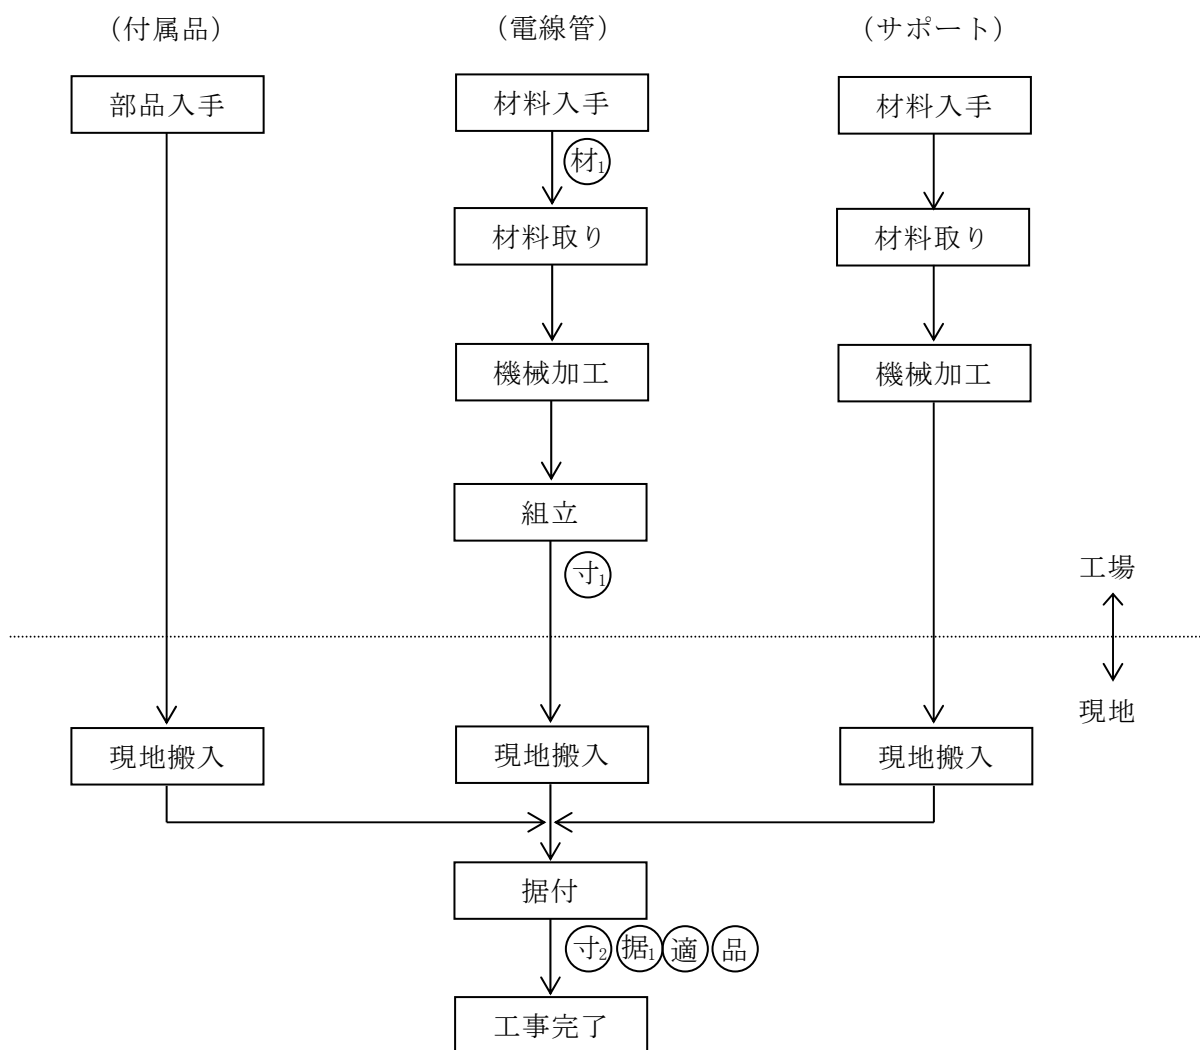 （付属品）
（電線管）
（サポート）
部品入手
材料入手
材料入手
材₁
材料取り
材料取り
機械加工
機械加工
組立
寸₁
工場
現地
現地搬入
現地搬入
現地搬入
据付
寸₂ 据₁ 適 品
工事完了